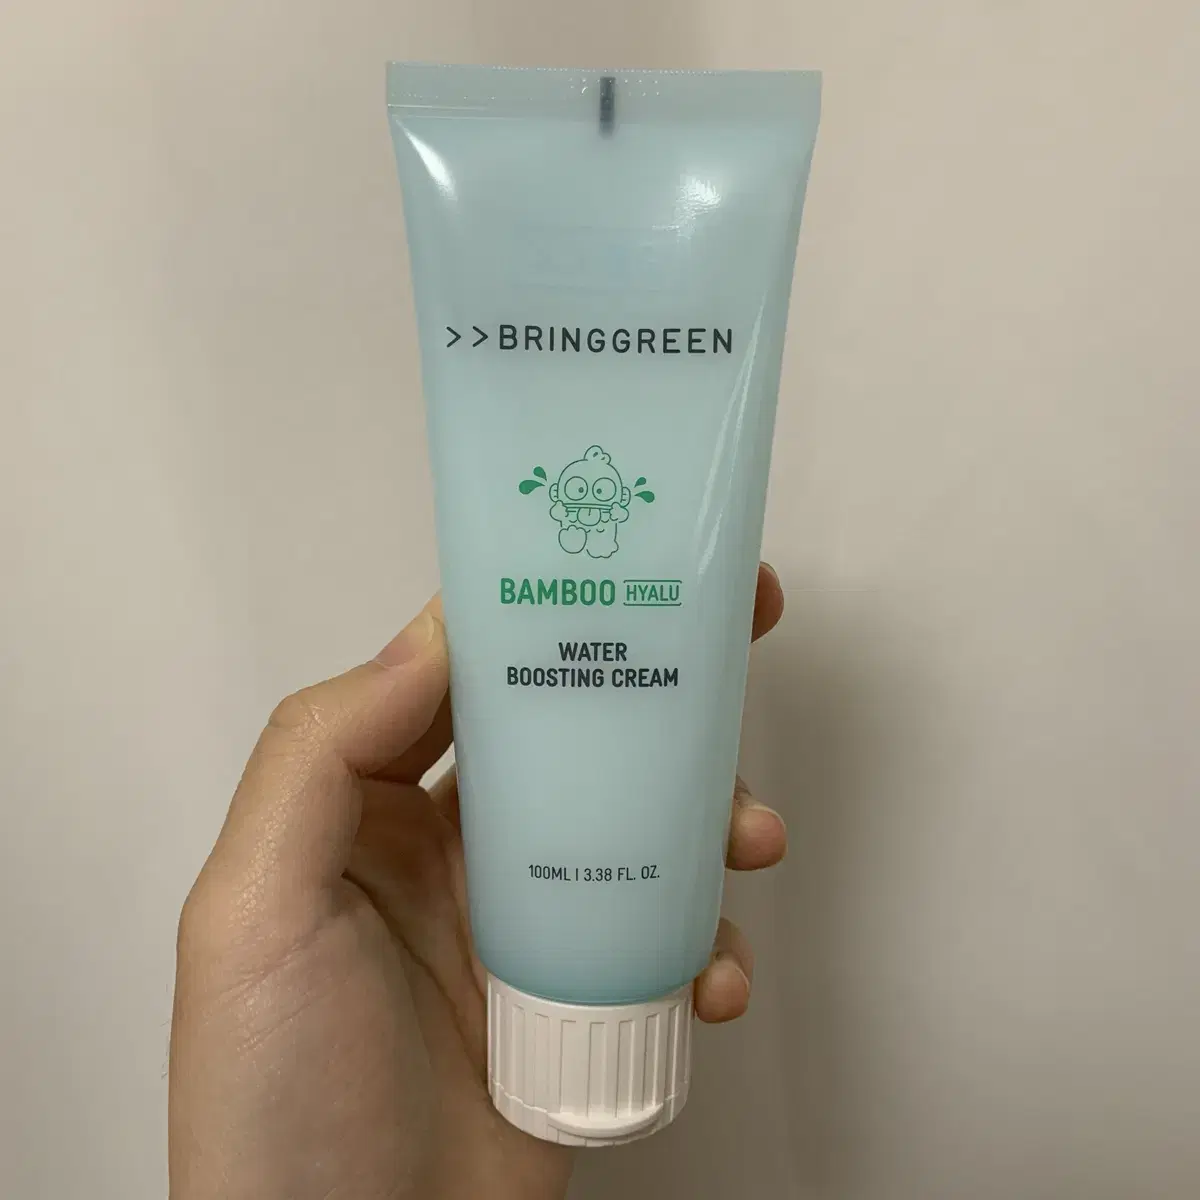 >>BRINGGREEN
BAMBOO HYALU
WATER
BOOSTING CREAM
100ML I 3.38 FL. OZ.